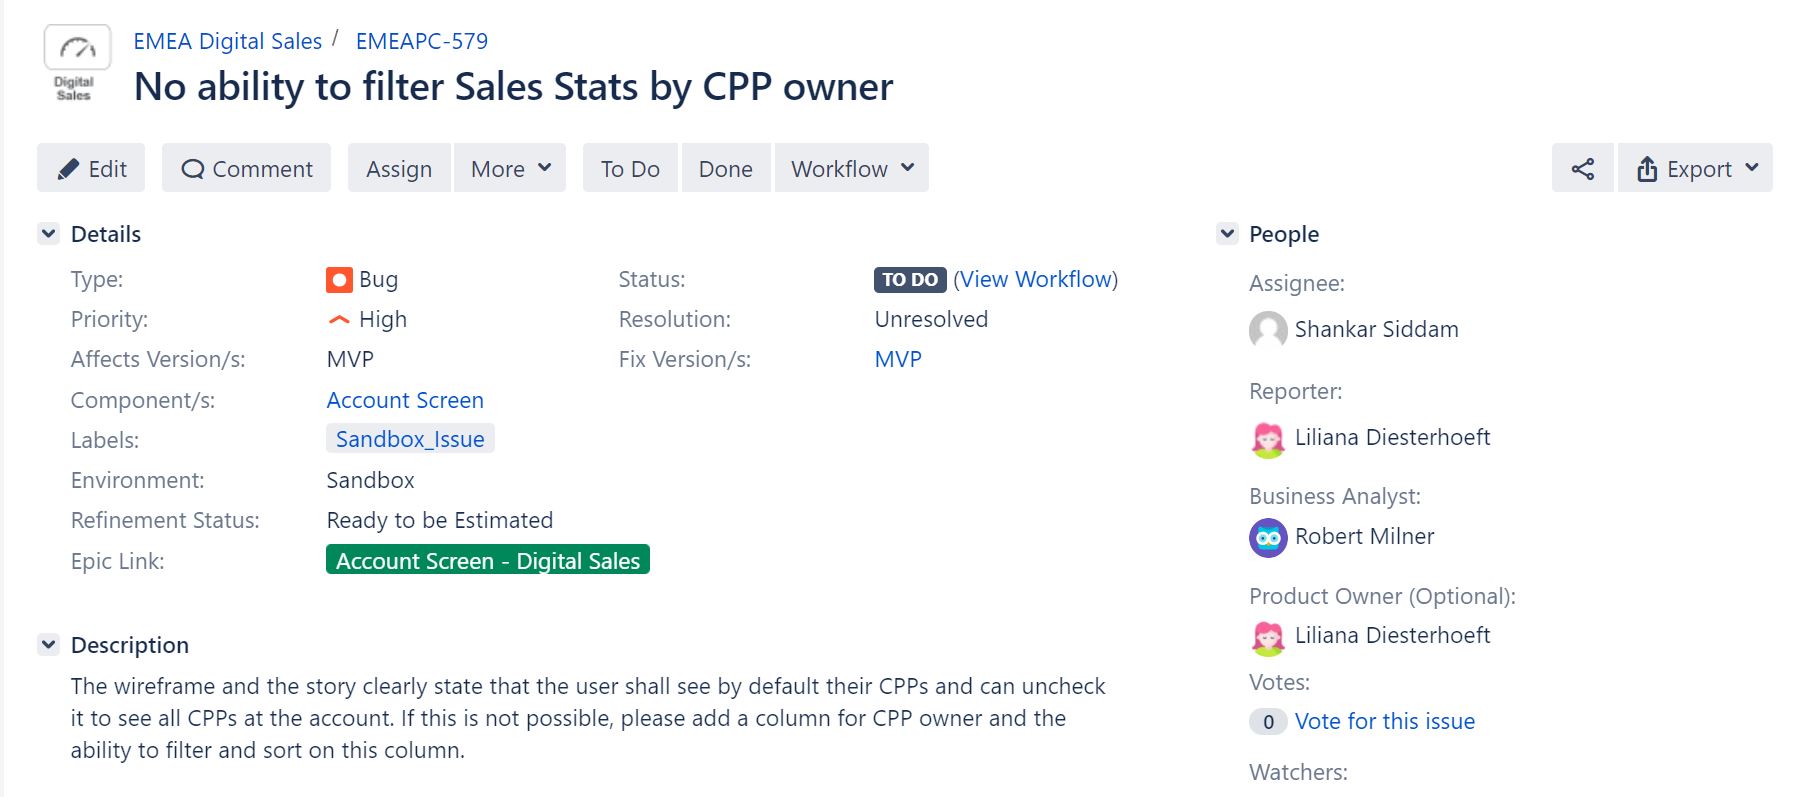 Digital
Sales
EMEA Digital Sales / EMEAPC-579
No ability to filter Sales Stats by CPP owner
Edit Comment Assign More To Do Done Workflow Export
Details
Type: Bug Status: TO DO (View Workflow)
Priority: High Resolution: Unresolved
Affects Version/s: MVP Fix Version/s: MVP
Component/s: Account Screen
Labels: Sandbox_Issue
Environment: Sandbox
Refinement Status: Ready to be Estimated
Epic Link: Account Screen - Digital Sales
Description
The wireframe and the story clearly state that the user shall see by default their CPPs and can uncheck
it to see all CPPs at the account. If this is not possible, please add a column for CPP owner and the
ability to filter and sort on this column.
People
Assignee:
Shankar Siddam
Reporter:
Liliana Diesterhoeft
Business Analyst:
Robert Milner
Product Owner (Optional):
Liliana Diesterhoeft
Votes:
0 Vote for this issue
Watchers: